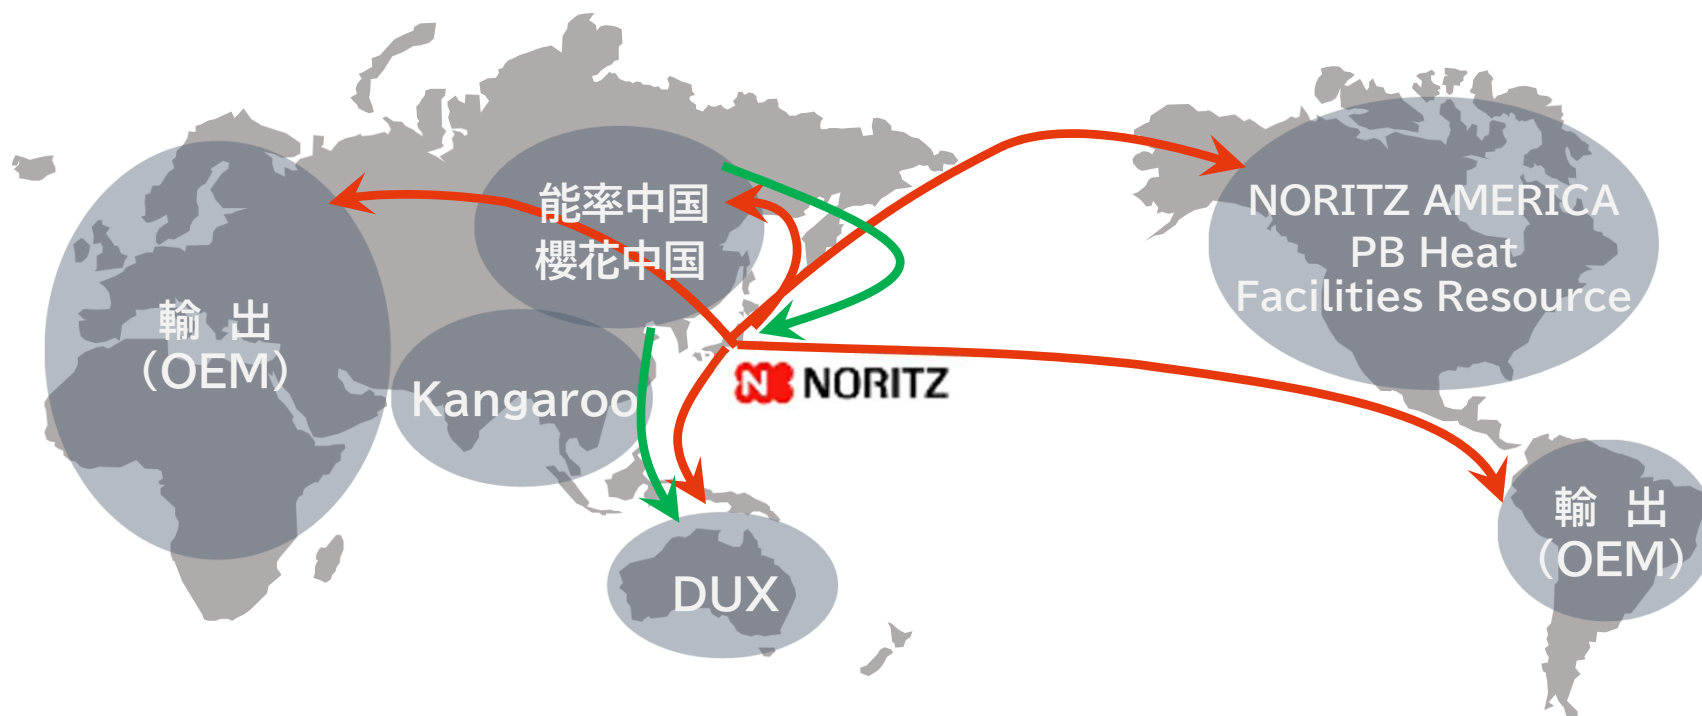 能率中国
櫻花中国
輸 出
（OEM）
Kangaroo
N NORITZ
DUX
NORITZ AMERICA
PB Heat
Facilities Resource
輸 出
（OEM）